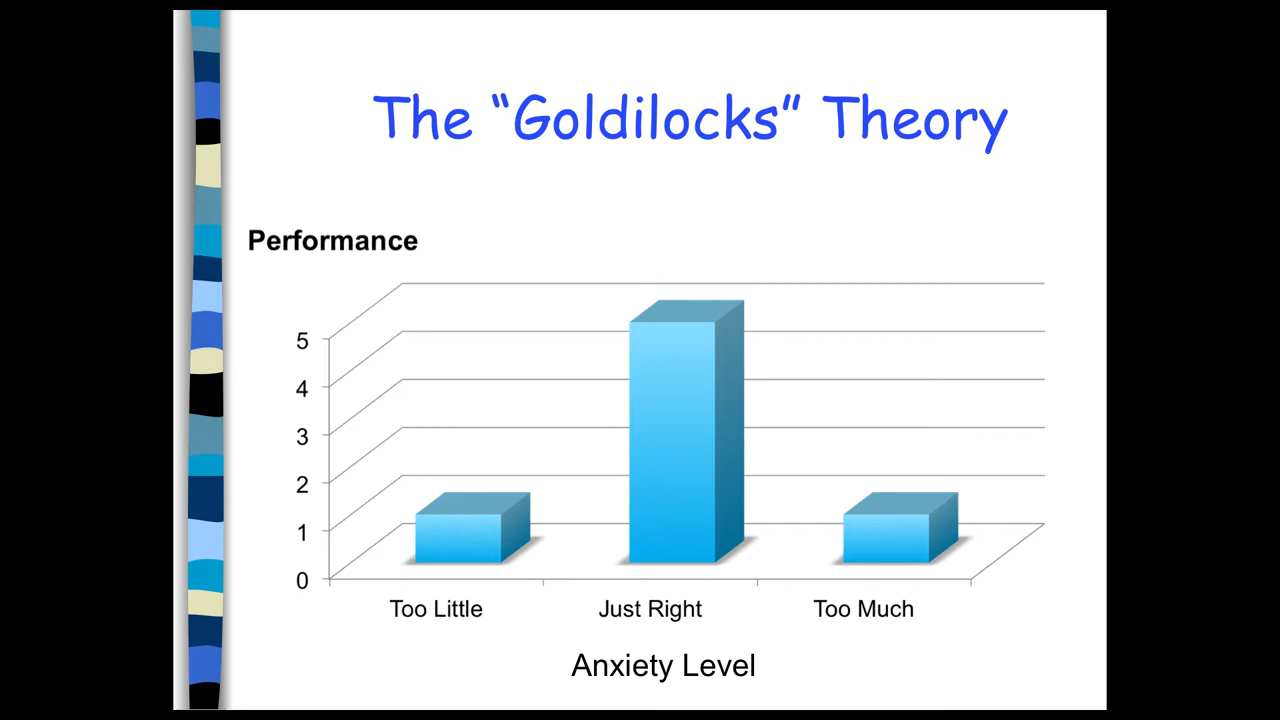 The “Goldilocks” Theory
Performance
5
4
3
2
1
0
Too Little Just Right Too Much
Anxiety Level